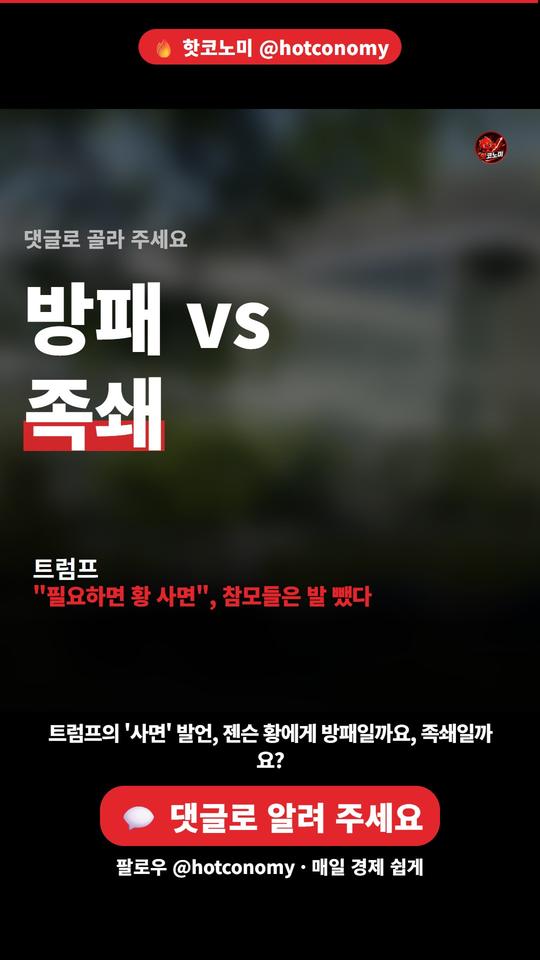 🔥 핫코노미 @hotconomy
핫코노미
댓글로 골라 주세요
방패 vs
족쇄
트럼프
"필요하면 황 사면", 참모들은 발 뺐다
트럼프의 '사면' 발언, 젠슨 황에게 방패일까요, 족쇄일까
요?
💬 댓글로 알려 주세요
팔로우 @hotconomy · 매일 경제 쉽게